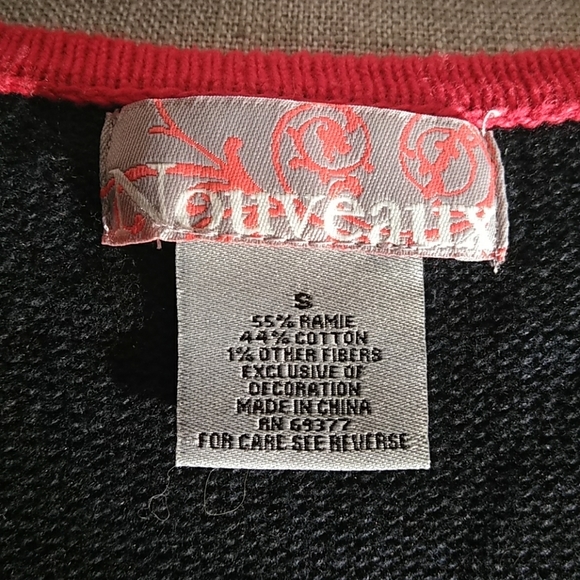 Nouveaux
S
55% RAMIE
44% COTTON
1% OTHER FIBERS
EXCLUSIVE OF
DECORATION
MADE IN CHINA
RN 69377
FOR CARE SEE REVERSE